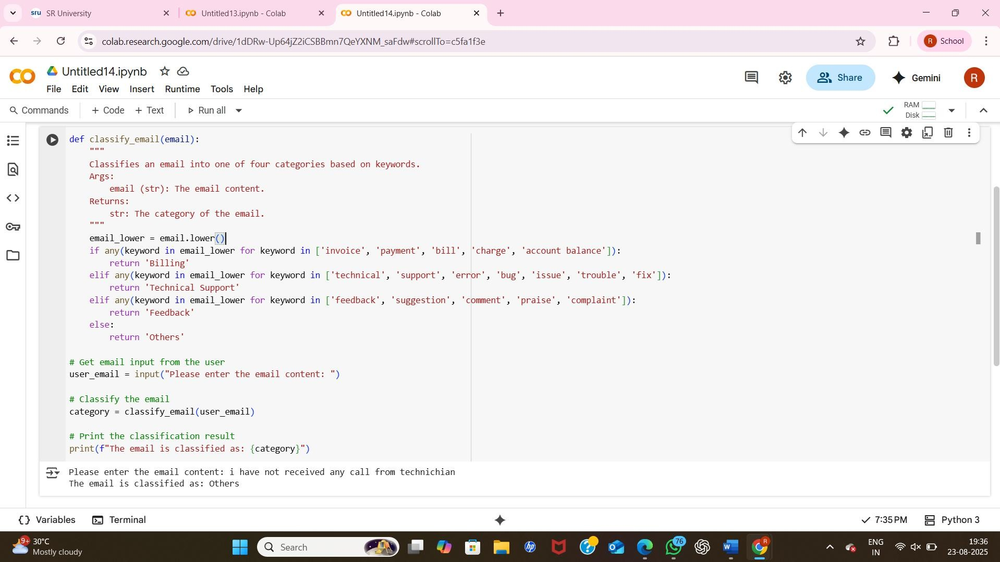 sru SR University
Untitled13.ipynb - Colab
Untitled14.ipynb - Colab
colab.research.google.com/drive/1dDRw-Up64jZ2iCSBBmn7QeYXNM_saFdw#scrollTo=c5fa1f3e
R School
Untitled14.ipynb
File Edit View Insert Runtime Tools Help
Share
Gemini
R
Commands + Code + Text Run all
RAM
Disk
def classify_email(email):
    """
    Classifies an email into one of four categories based on keywords.
    Args:
        email (str): The email content.
    Returns:
        str: The category of the email.
    """
    email_lower = email.lower()
    if any(keyword in email_lower for keyword in ['invoice', 'payment', 'bill', 'charge', 'account balance']):
        return 'Billing'
    elif any(keyword in email_lower for keyword in ['technical', 'support', 'error', 'bug', 'issue', 'trouble', 'fix']):
        return 'Technical Support'
    elif any(keyword in email_lower for keyword in ['feedback', 'suggestion', 'comment', 'praise', 'complaint']):
        return 'Feedback'
    else:
        return 'Others'
# Get email input from the user
user_email = input("Please enter the email content: ")
# Classify the email
category = classify_email(user_email)
# Print the classification result
print(f"The email is classified as: {category}")
Please enter the email content: i have not received any call from technichian
The email is classified as: Others
{} Variables Terminal
7:35 PM Python 3
9+ 30°C
Mostly cloudy
Search
hp
76
R
ENG
IN
19:36
23-08-2025